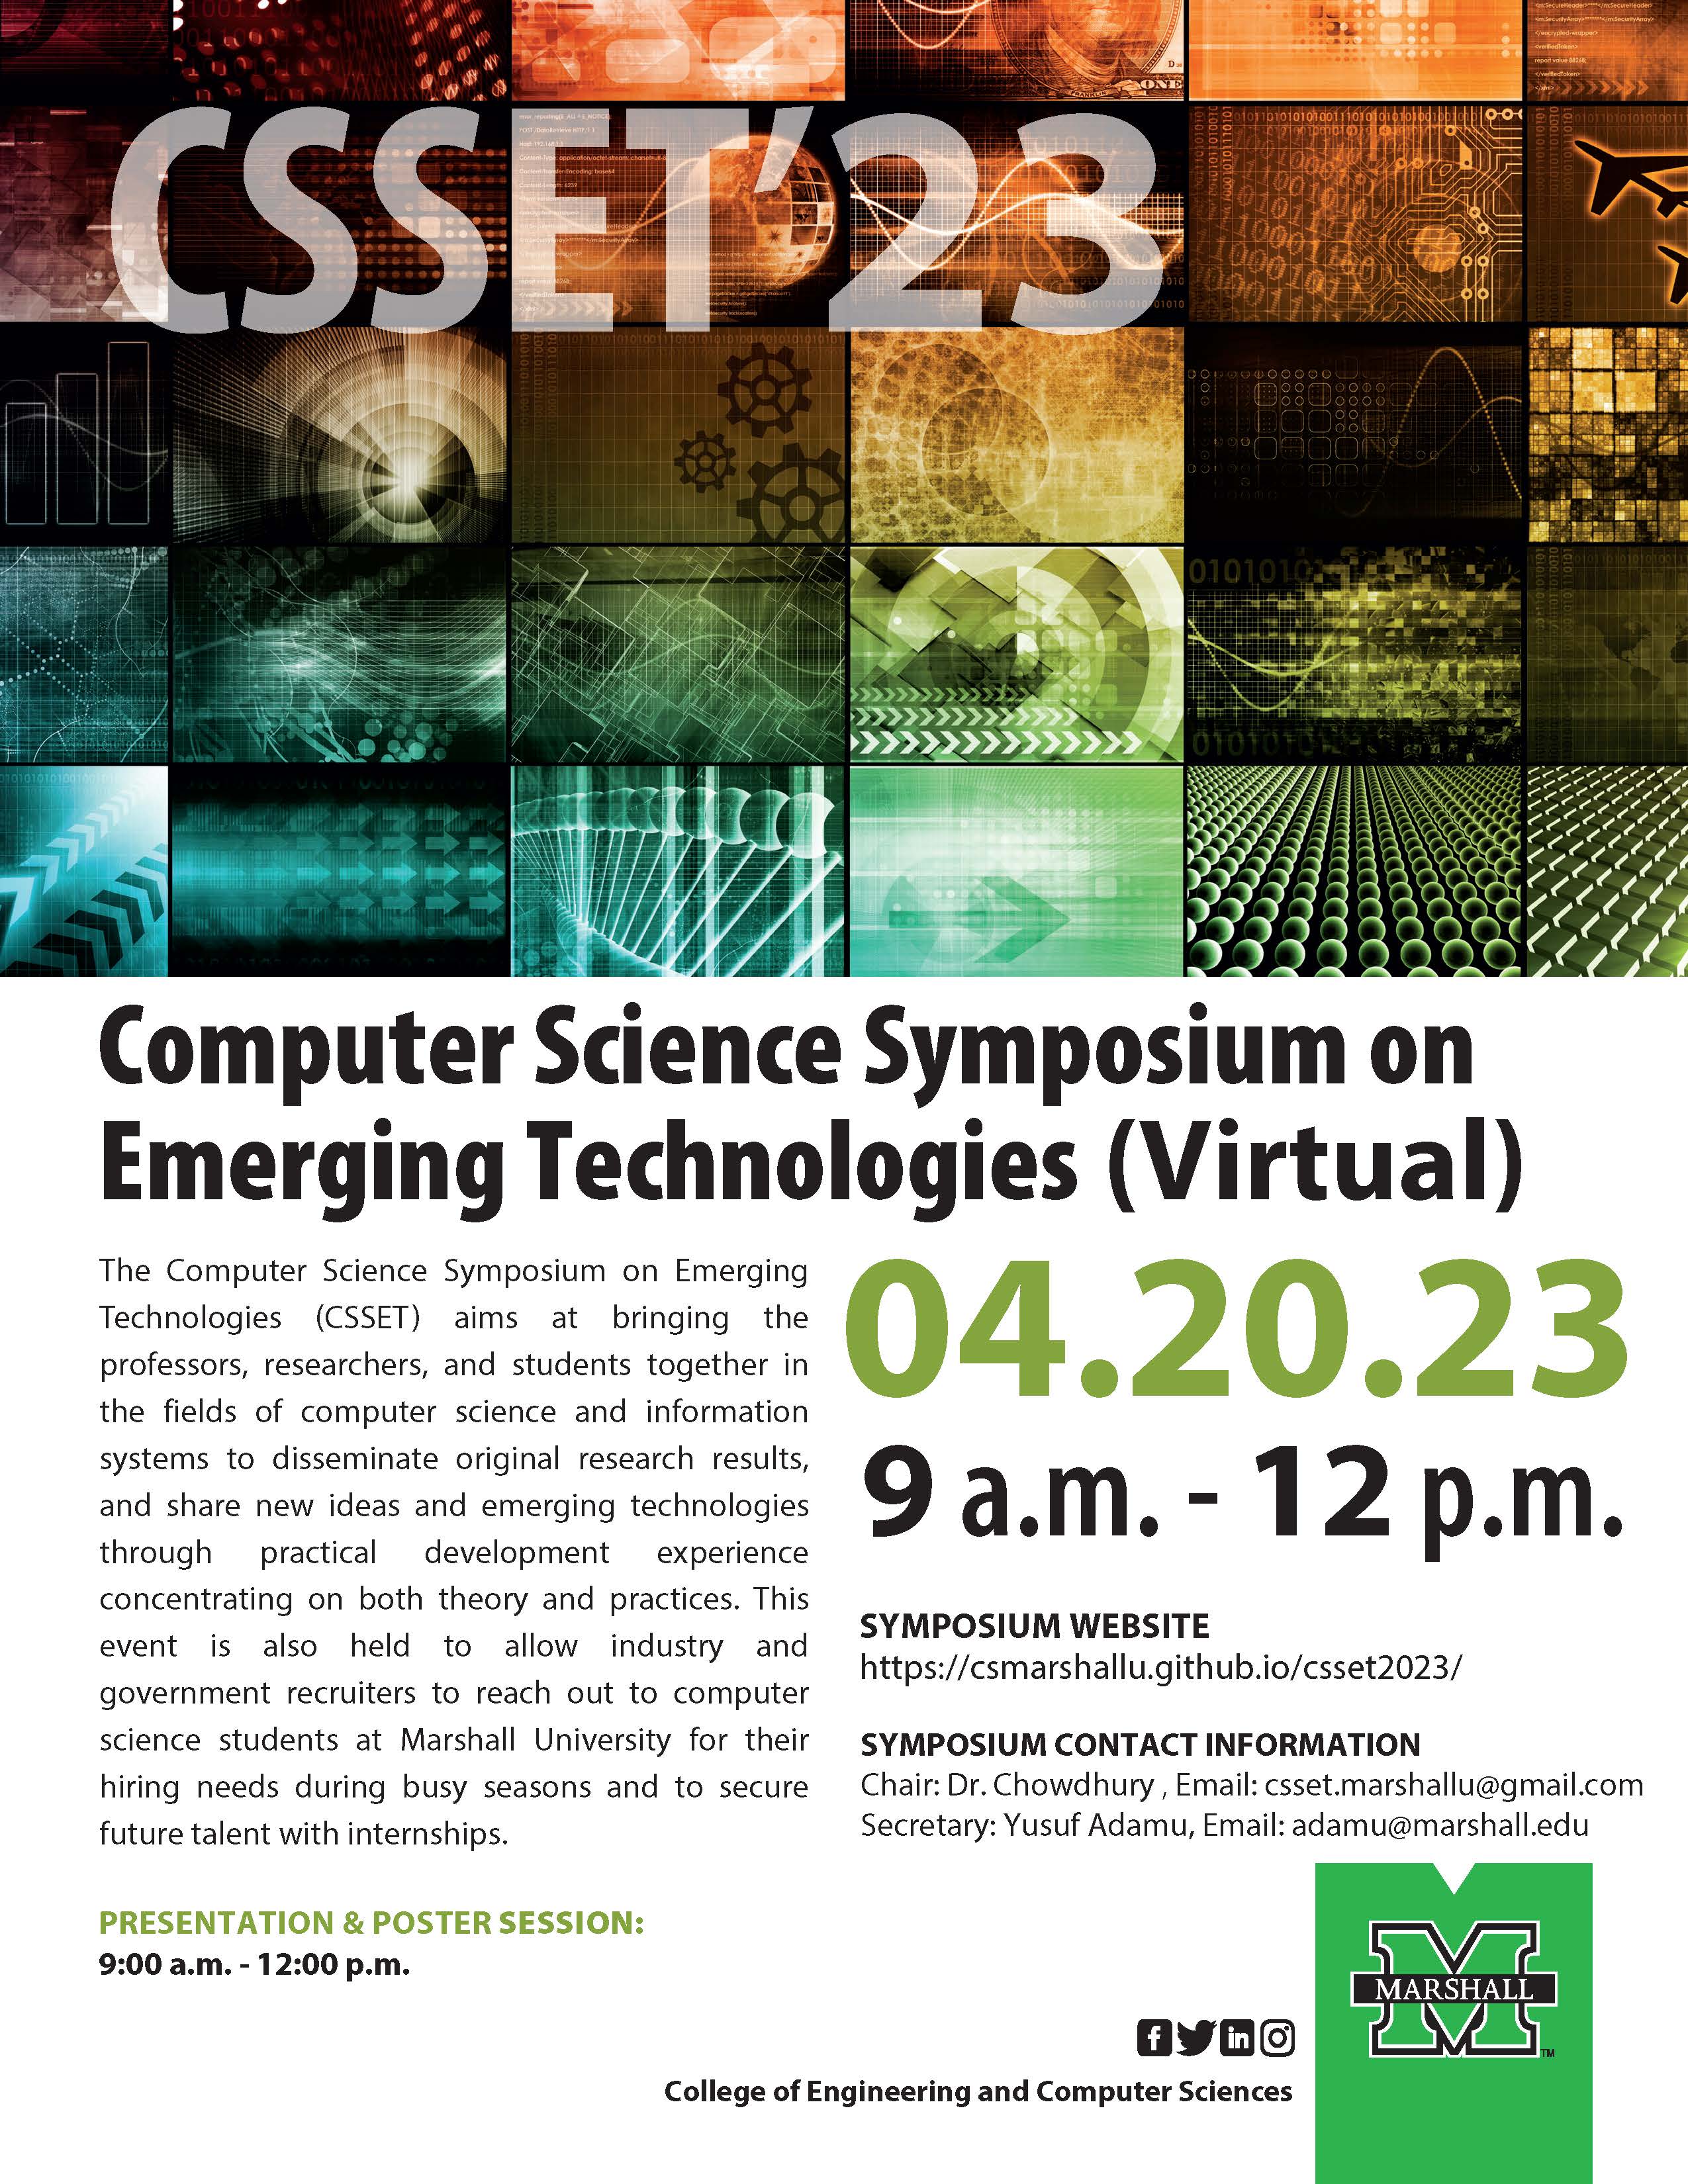 CSSET'23
Computer Science Symposium on
Emerging Technologies (Virtual)
The Computer Science Symposium on Emerging
Technologies (CSSET) aims at bringing the
professors, researchers, and students together in
the fields of computer science and information
systems to disseminate original research results,
and share new ideas and emerging technologies
through practical development experience
concentrating on both theory and practices. This
event is also held to allow industry and
government recruiters to reach out to computer
science students at Marshall University for their
hiring needs during busy seasons and to secure
future talent with internships.
PRESENTATION & POSTER SESSION:
9:00 a.m. - 12:00 p.m.
04.20.23
9 a.m. - 12 p.m.
SYMPOSIUM WEBSITE
https://csmarshallu.github.io/csset2023/
SYMPOSIUM CONTACT INFORMATION
Chair: Dr. Chowdhury , Email: csset.marshallu@gmail.com
Secretary: Yusuf Adamu, Email: adamu@marshall.edu
MARSHALL
TM
College of Engineering and Computer Sciences